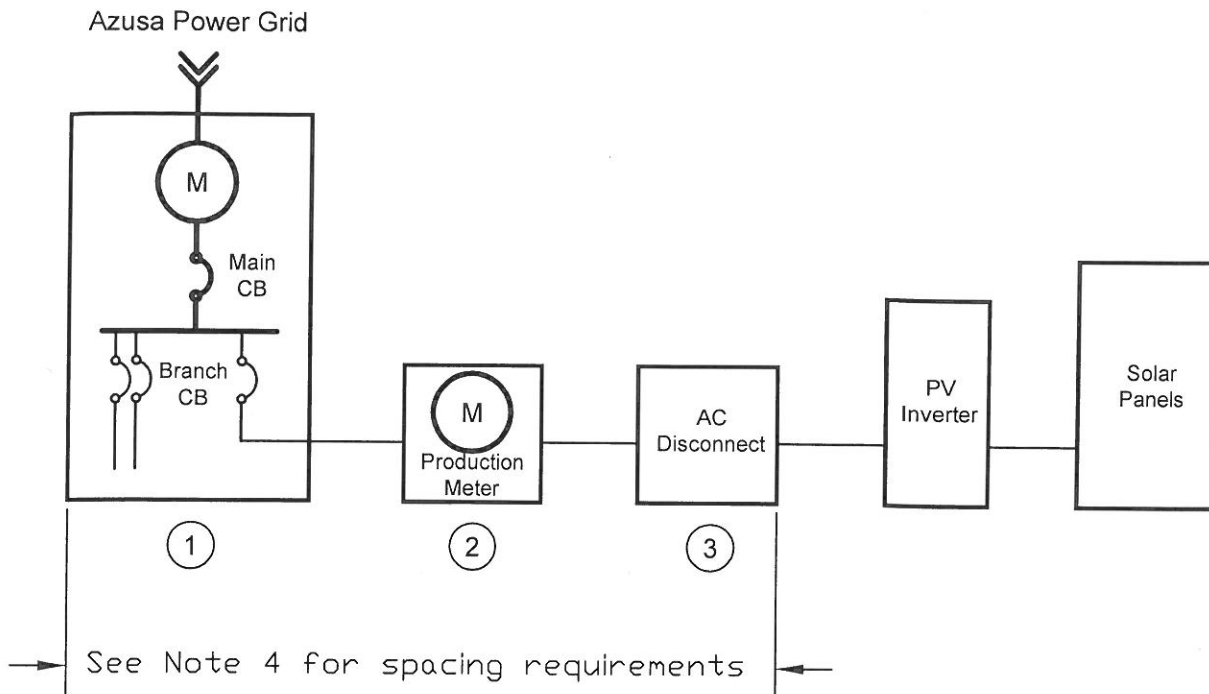 Azusa Power Grid
M
Main
CB
Branch
CB
M
Production
Meter
AC
Disconnect
PV
Inverter
Solar
Panels
1
2
3
See Note 4 for spacing requirements